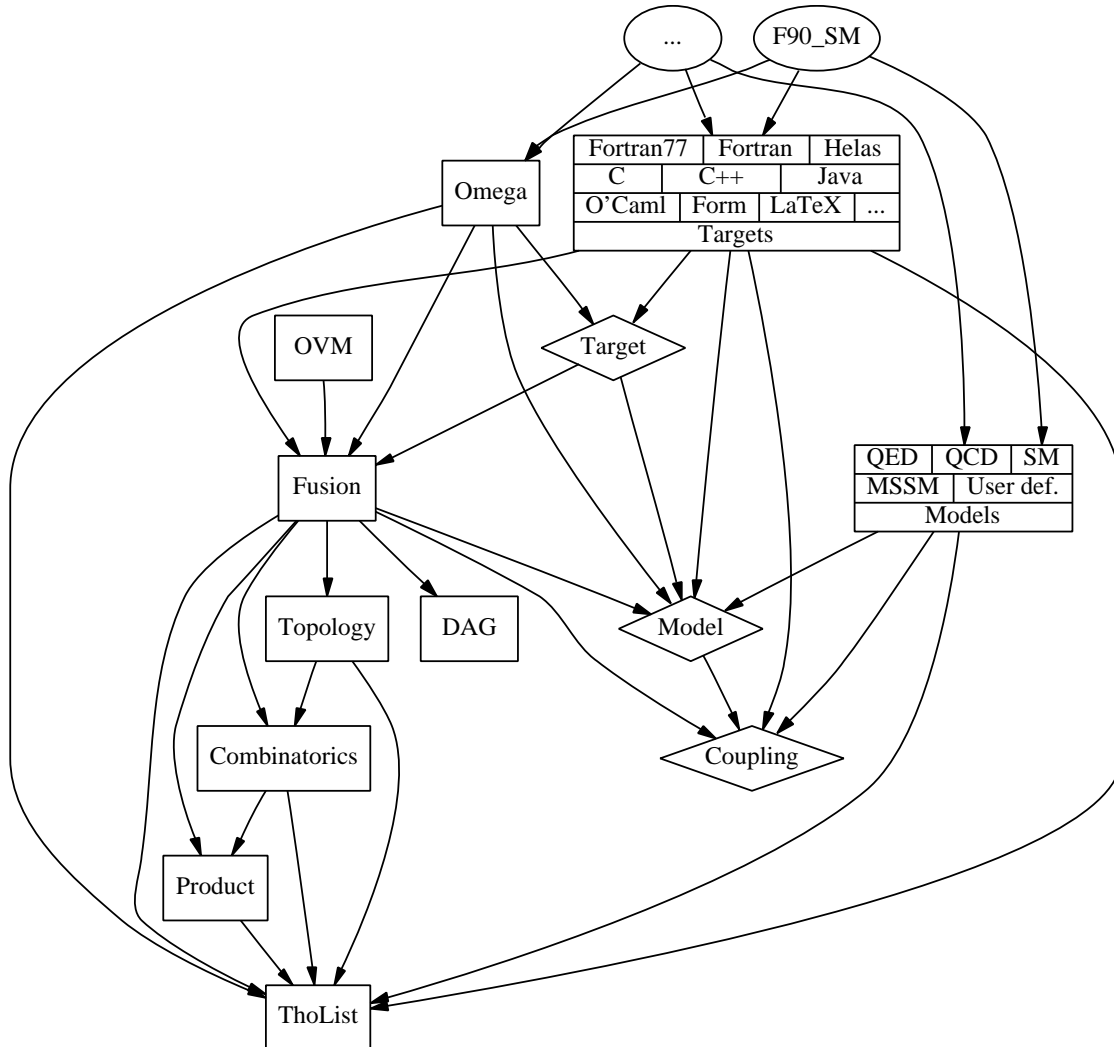 ...
F90_SM
Fortran77 Fortran Helas
C C++ Java
O'Caml Form LaTeX ...
Targets
Omega
OVM
Target
QED QCD SM
MSSM User def.
Models
Fusion
Topology
DAG
Model
Combinatorics
Coupling
Product
ThoList